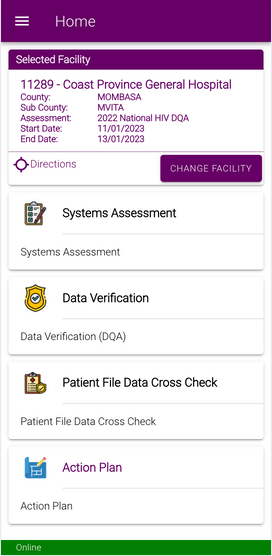 Home
Selected Facility
11289 - Coast Province General Hospital
County: MOMBASA
Sub County: MVITA
Assessment: 2022 National HIV DQA
Start Date: 11/01/2023
End Date: 13/01/2023
Directions
CHANGE FACILITY
Systems Assessment
Systems Assessment
Data Verification
Data Verification (DQA)
Patient File Data Cross Check
Patient File Data Cross Check
Action Plan
Action Plan
Online